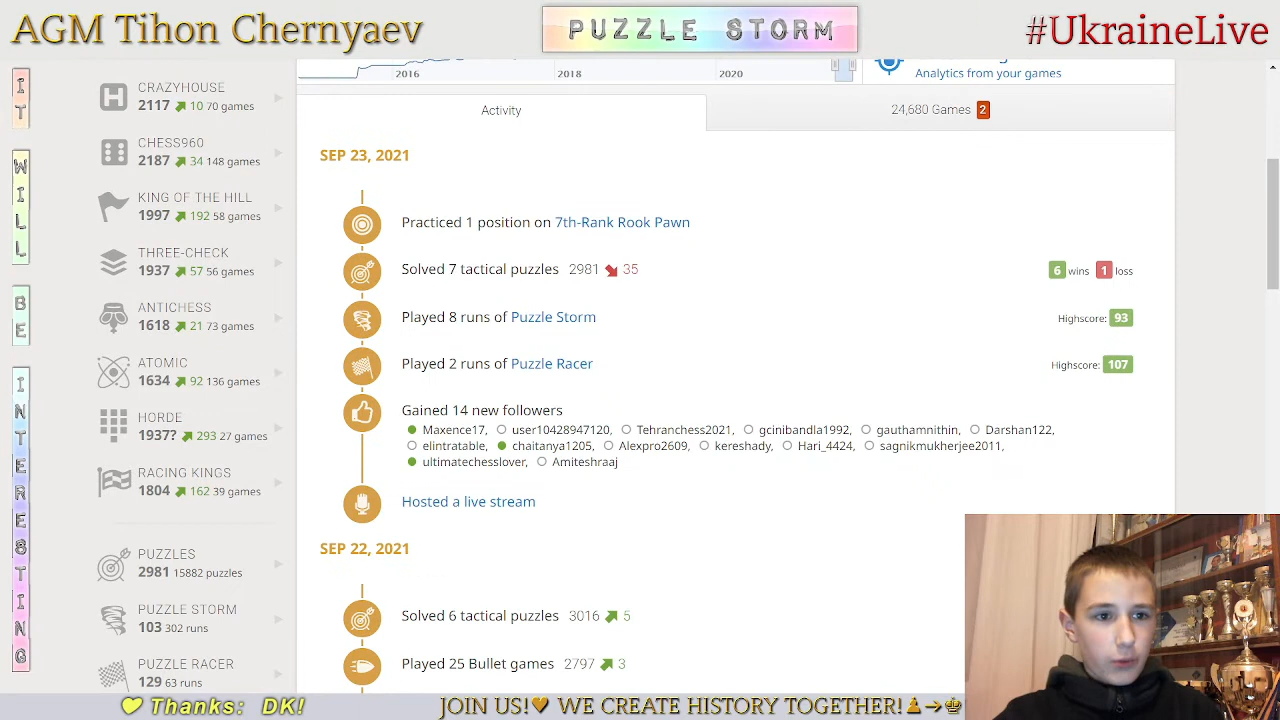 AGM Tihon Chernyaev
PUZZLE STORM
#UkraineLive
IT
WILL
BE
INTERESTING
CRAZYHOUSE
2117 10 70 games
CHESS960
2187 34 148 games
KING OF THE HILL
1997 192 58 games
THREE-CHECK
1937 57 56 games
ANTICHESS
1618 21 73 games
ATOMIC
1634 92 136 games
HORDE
1937? 293 27 games
RACING KINGS
1804 162 39 games
PUZZLES
2981 15882 puzzles
PUZZLE STORM
103 302 runs
PUZZLE RACER
129 63 runs
2016 2018 2020
Analytics from your games
Activity
24,680 Games 2
SEP 23, 2021
Practiced 1 position on 7th-Rank Rook Pawn
Solved 7 tactical puzzles 2981 35 6 wins 1 loss
Played 8 runs of Puzzle Storm Highscore: 93
Played 2 runs of Puzzle Racer Highscore: 107
Gained 14 new followers
Maxence17, user10428947120, Tehranchess2021, gcinibandla1992, gauthamnithin, Darshan122,
elintratable, chaitanya1205, Alexpro2609, kereshady, Hari_4424, sagnikmukherjee2011,
ultimatechesslover, Amiteshraaj
Hosted a live stream
SEP 22, 2021
Solved 6 tactical puzzles 3016 5
Played 25 Bullet games 2797 3
Thanks: DK!
JOIN US! WE CREATE HISTORY TOGETHER!